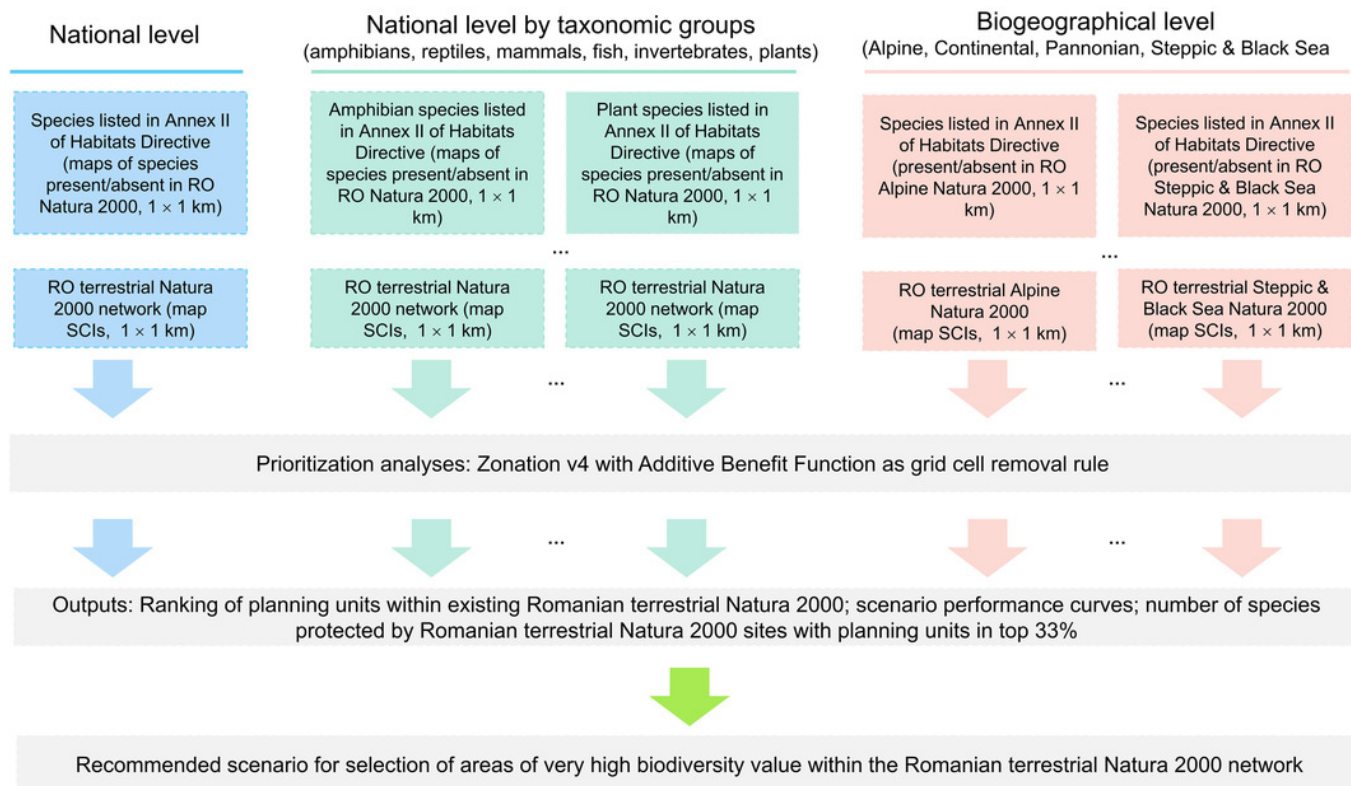 National level
National level by taxonomic groups
(amphibians, reptiles, mammals, fish, invertebrates, plants)
Biogeographical level
(Alpine, Continental, Pannonian, Steppic & Black Sea
Species listed in Annex II
of Habitats Directive
(maps of species
present/absent in RO
Natura 2000, 1 × 1 km)
Amphibian species listed
in Annex II of Habitats
Directive (maps of
species present/absent in
RO Natura 2000, 1 × 1
km)
Plant species listed in
Annex II of Habitats
Directive (maps of
species present/absent in
RO Natura 2000, 1 × 1
km)
...
Species listed in Annex II
of Habitats Directive
(present/absent in RO
Alpine Natura 2000, 1 × 1
km)
Species listed in Annex II
of Habitats Directive
(present/absent in RO
Steppic & Black Sea
Natura 2000, 1 × 1 km)
...
RO terrestrial Natura
2000 network (map
SCIs, 1 × 1 km)
RO terrestrial Natura
2000 network (map
SCIs, 1 × 1 km)
RO terrestrial Natura
2000 network (map
SCIs, 1 × 1 km)
RO terrestrial Alpine
Natura 2000
(map SCIs, 1 × 1 km)
RO terrestrial Steppic &
Black Sea Natura 2000
(map SCIs, 1 × 1 km)
...
...
Prioritization analyses: Zonation v4 with Additive Benefit Function as grid cell removal rule
...
...
Outputs: Ranking of planning units within existing Romanian terrestrial Natura 2000; scenario performance curves; number of species
protected by Romanian terrestrial Natura 2000 sites with planning units in top 33%
Recommended scenario for selection of areas of very high biodiversity value within the Romanian terrestrial Natura 2000 network